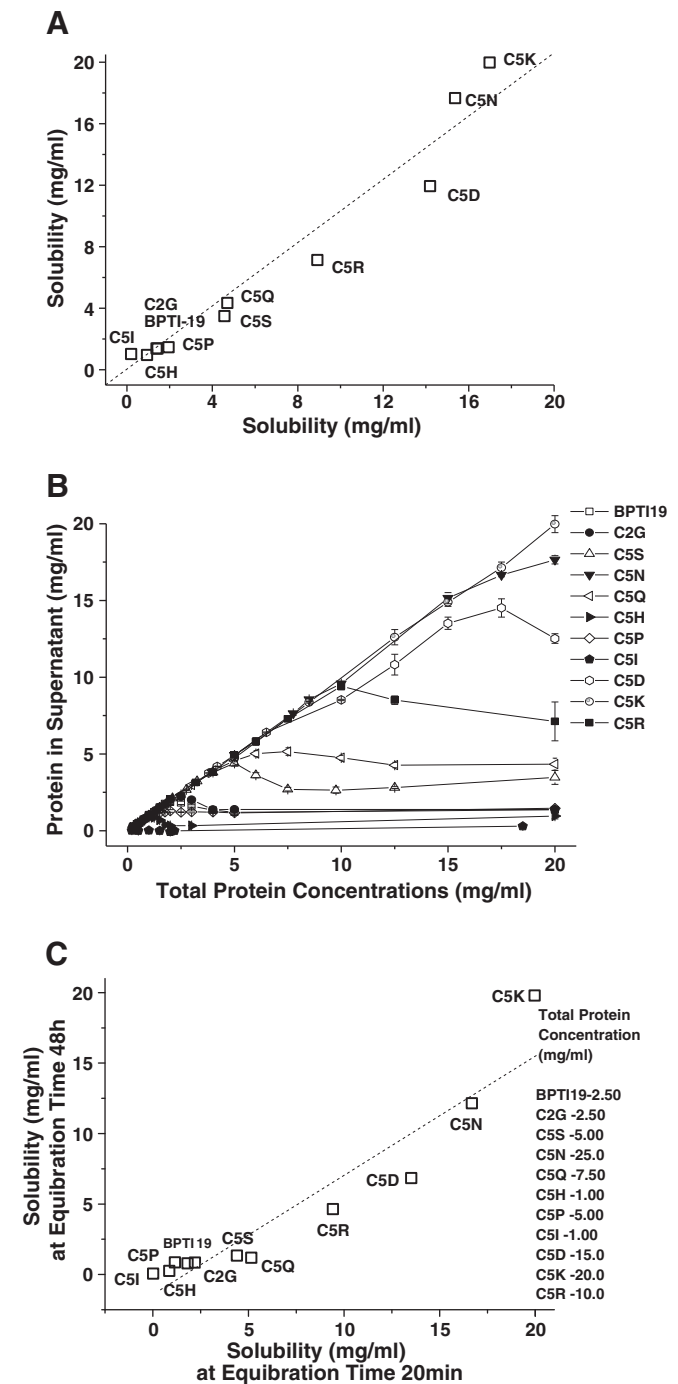 A
Solubility (mg/ml)
20
16
12
8
4
0
C5K
C5N
C5D
C5R
C5Q
C5S
C2G
BPTI-19
C5I
C5P
C5H
0 4 8 12 16 20
Solubility (mg/ml)
B
Protein in Supernatant (mg/ml)
20
15
10
5
0
BPTI19
C2G
C5S
C5N
C5Q
C5H
C5P
C5I
C5D
C5K
C5R
0 5 10 15 20
Total Protein Concentrations (mg/ml)
C
Solubility (mg/ml)
at Equibration Time 48h
20
15
10
5
0
C5K
C5N
C5D
C5R
C5S
BPTI19
C5P
C5Q
C5I
C2G
C5H
Total Protein
Concentration
(mg/ml)
BPTI19-2.50
C2G -2.50
C5S -5.00
C5N -25.0
C5Q -7.50
C5H -1.00
C5P -5.00
C5I -1.00
C5D -15.0
C5K -20.0
C5R -10.0
0 5 10 15 20
Solubility (mg/ml)
at Equibration Time 20min